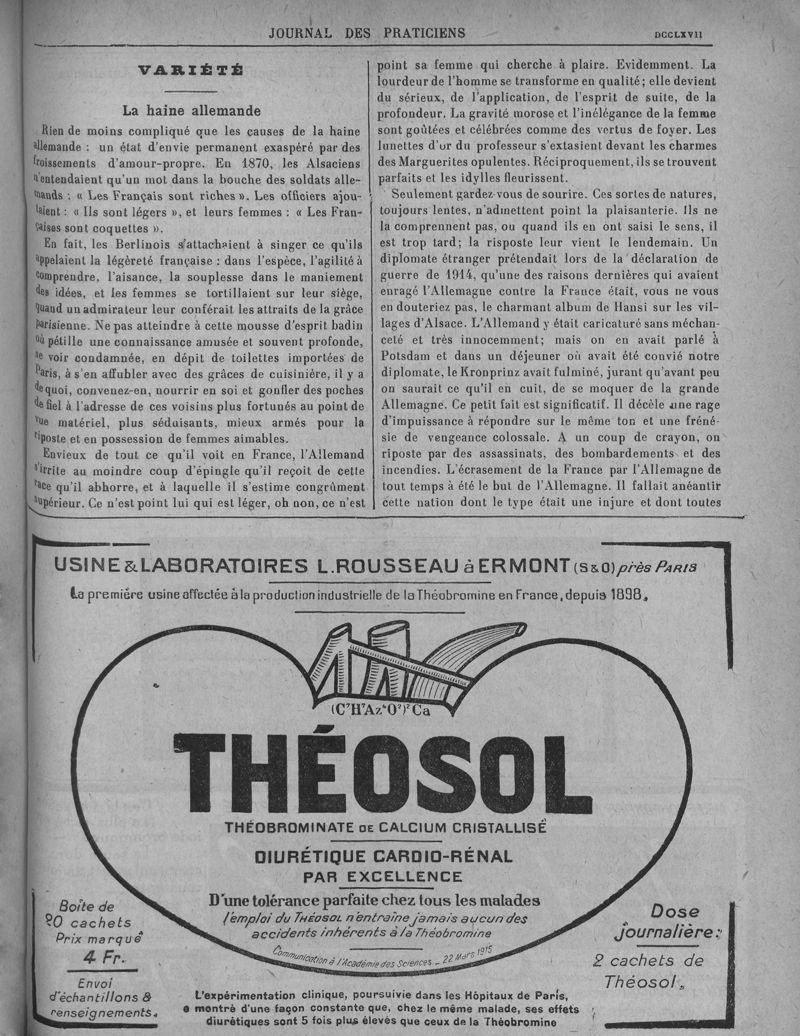 JOURNAL DES PRATICIENS
DCCLXVII
VARIÉTÉ
La haine allemande
Rien de moins compliqué que les causes de la haine
allemande : un état d'envie permanent exaspéré par des
froissements d'amour-propre. En 1870, les Alsaciens
n'entendaient qu'un mot dans la bouche des soldats alle-
mands : « Les Français sont riches ». Les officiers ajou-
taient : « Ils sont légers », et leurs femmes : « Les Fran-
çaises sont coquettes ».
En fait, les Berlinois s'attachaient à singer ce qu'ils
appelaient la légèreté française : dans l'espèce, l'agilité à
comprendre, l'aisance, la souplesse dans le maniement
des idées, et les femmes se tortillaient sur leur siège,
quand un admirateur leur conférait les attraits de la grâce
parisienne. Ne pas atteindre à cette mousse d'esprit badin
où pétille une connaissance amusée et souvent profonde,
se voir condamnée, en dépit de toilettes importées de
Paris, à s'en affubler avec des grâces de cuisinière, il y a
de quoi, convenez-en, nourrir en soi et gonfler des poches
de fiel à l'adresse de ces voisins plus fortunés au point de
vue matériel, plus séduisants, mieux armés pour la
riposte et en possession de femmes aimables.
Envieux de tout ce qu'il voit en France, l'Allemand
s'irrite au moindre coup d'épingle qu'il reçoit de cette
race qu'il abhorre, et à laquelle il s'estime congrûment
supérieur. Ce n'est point lui qui est léger, oh non, ce n'est
point sa femme qui cherche à plaire. Evidemment. La
lourdeur de l'homme se transforme en qualité ; elle devient
du sérieux, de l'application, de l'esprit de suite, de la
profondeur. La gravité morose et l'inélégance de la femme
sont goûtées et célébrées comme des vertus de foyer. Les
lunettes d'or du professeur s'extasient devant les charmes
des Marguerites opulentes. Réciproquement, ils se trouvent
parfaits et les idylles fleurissent.
Seulement gardez-vous de sourire. Ces sortes de natures,
toujours lentes, n'admettent point la plaisanterie. Ils ne
la comprennent pas, ou quand ils en ont saisi le sens, il
est trop tard ; la risposte leur vient le lendemain. Un
diplomate étranger prétendait lors de la déclaration de
guerre de 1914, qu'une des raisons dernières qui avaient
enragé l'Allemagne contre la France était, vous ne vous
en douteriez pas, le charmant album de Hansi sur les vil-
lages d'Alsace. L'Allemand y était caricaturé sans méchan-
ceté et très innocemment ; mais on en avait parlé à
Potsdam et dans un déjeuner où avait été convié notre
diplomate, le Kronprinz avait fulminé, jurant qu'avant peu
on saurait ce qu'il en cuit, de se moquer de la grande
Allemagne. Ce petit fait est significatif. Il décèle une rage
d'impuissance à répondre sur le même ton et une fréné-
sie de vengeance colossale. A un coup de crayon, on
riposte par des assassinats, des bombardements et des
incendies. L'écrasement de la France par l'Allemagne de
tout temps à été le but de l'Allemagne. Il fallait anéantir
cette nation dont le type était une injure et dont toutes
USINE & LABORATOIRES L. ROUSSEAU à ERMONT (S & O) près PARIS
La première usine affectée à la production industrielle de la Théobromine en France, depuis 1898.
(C⁷H⁷Az⁴O²)² Ca
THÉOSOL
THÉOBROMINATE DE CALCIUM CRISTALLISÉ
DIURÉTIQUE CARDIO-RÉNAL
PAR EXCELLENCE
D'une tolérance parfaite chez tous les malades
l'emploi du THÉOSOL n'entraîne jamais aucun des
accidents inhérents à la Théobromine
Communication à l'Académie des Sciences - 22 Mars 1915
Boîte de
20 cachets
Prix marqué
4 Fr.
Envoi
d'échantillons &
renseignements.
L'expérimentation clinique, poursuivie dans les Hôpitaux de Paris,
a montré d'une façon constante que, chez le même malade, ses effets
diurétiques sont 5 fois plus élevés que ceux de la Théobromine
Dose
journalière:
2 cachets de
Théosol.